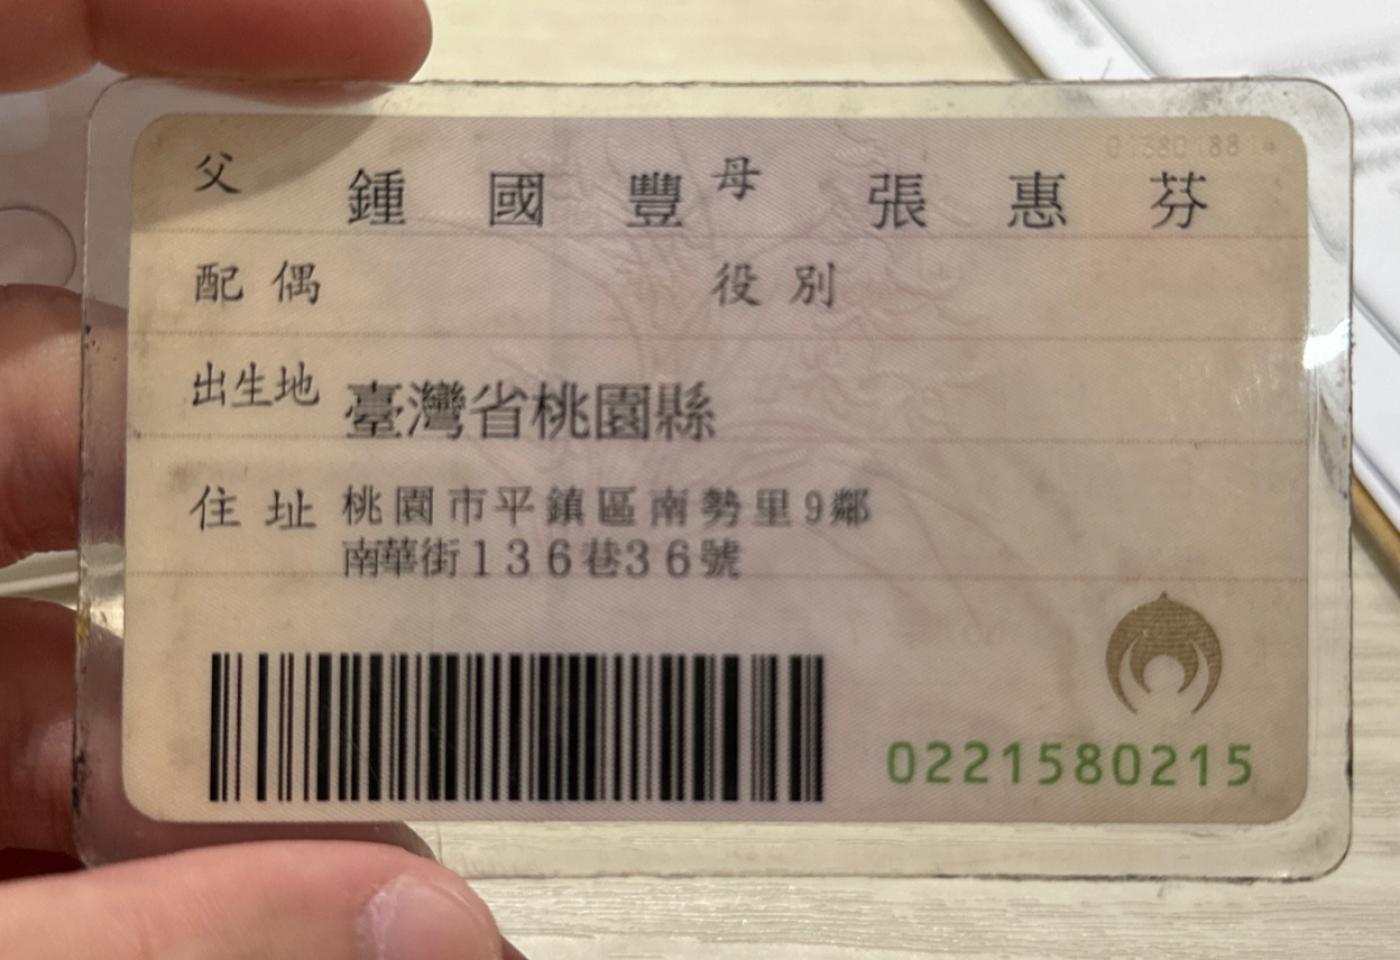 0138018814
父 鍾國豐 母 張惠芬
配偶 役別
出生地 臺灣省桃園縣
住址 桃園市平鎮區南勢里9鄰
南華街136巷36號
0221580215